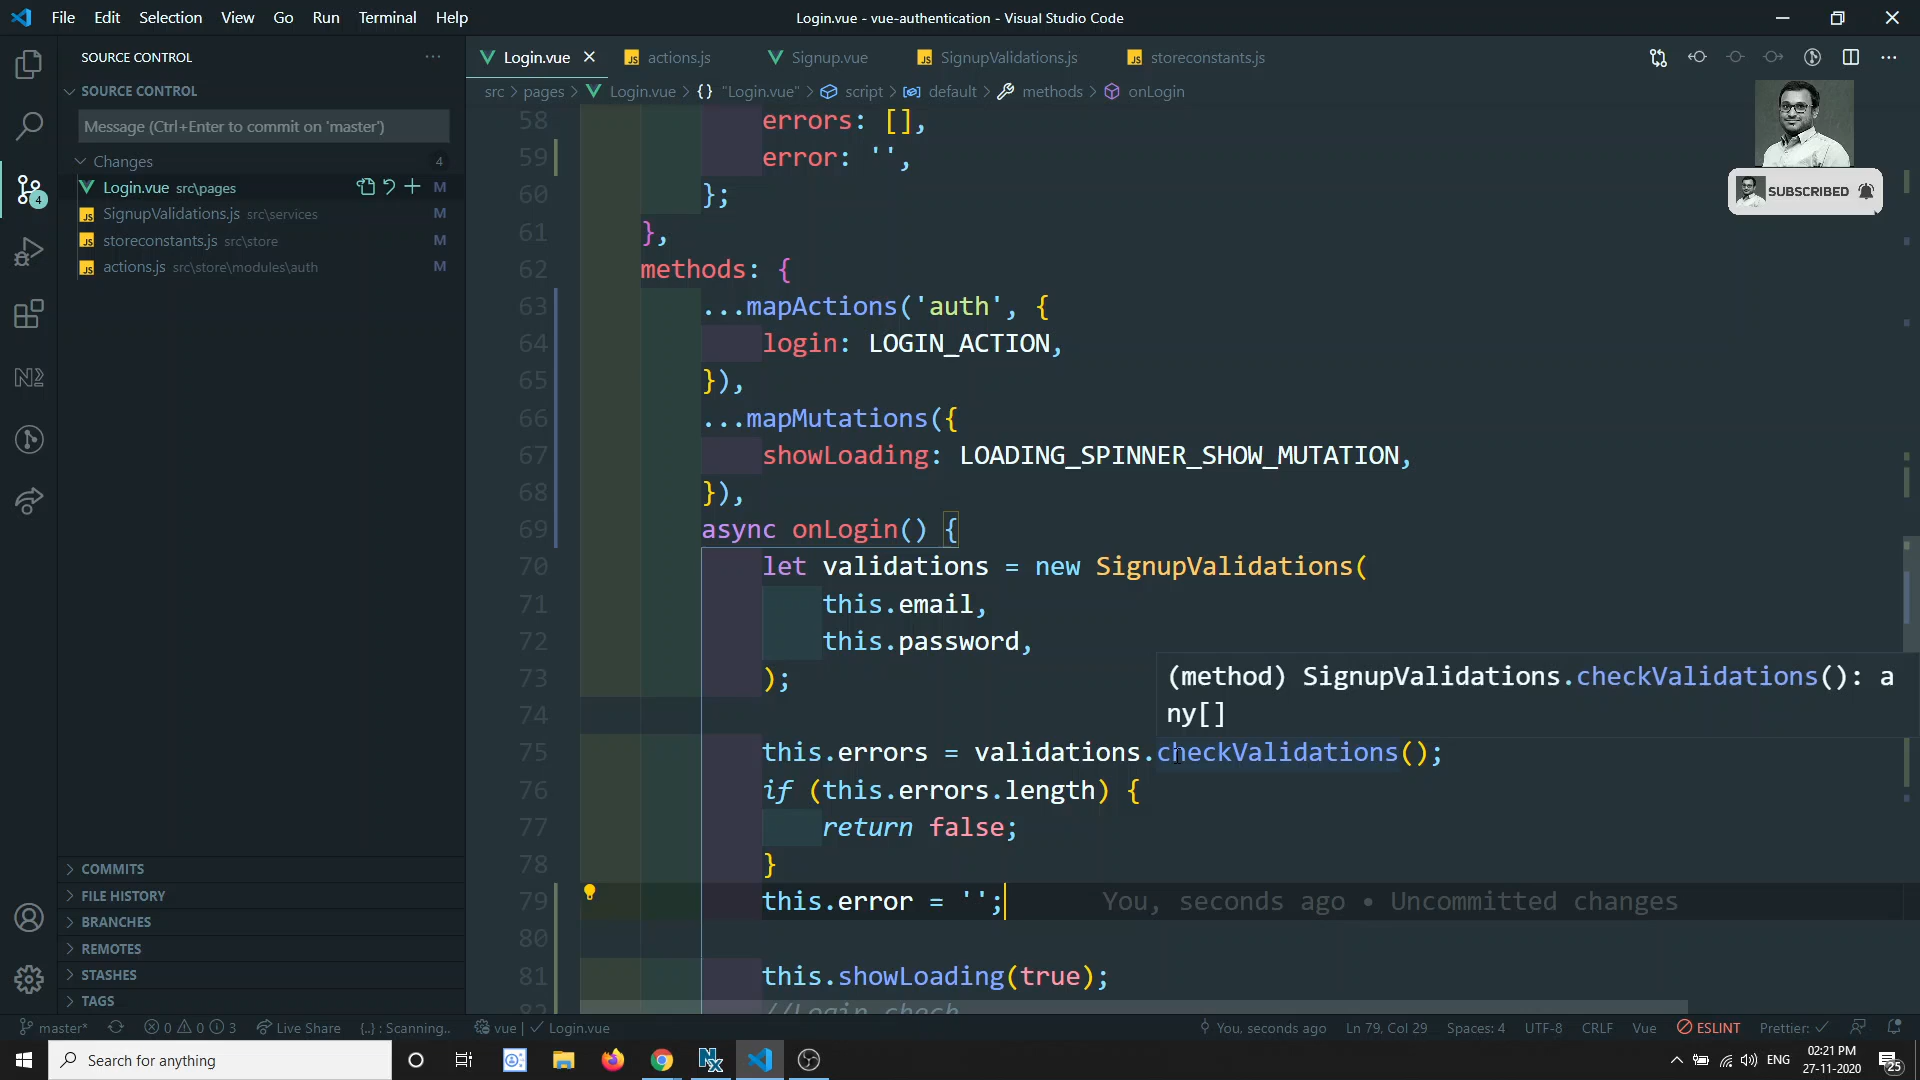 File Edit Selection View Go Run Terminal Help
Login.vue - vue-authentication - Visual Studio Code
SOURCE CONTROL
SOURCE CONTROL
Message (Ctrl+Enter to commit on 'master')
Changes 4
Login.vue src\pages M
SignupValidations.js src\services M
storeconstants.js src\store M
actions.js src\store\modules\auth M
4
COMMITS
FILE HISTORY
BRANCHES
REMOTES
STASHES
TAGS
Login.vue JS actions.js Signup.vue JS SignupValidations.js JS storeconstants.js
src > pages > Login.vue > {} "Login.vue" > script > default > methods > onLogin
SUBSCRIBED
58 errors: [],
59 error: '',
60 };
61 },
62 methods: {
63 ...mapActions('auth', {
64 login: LOGIN_ACTION,
65 }),
66 ...mapMutations({
67 showLoading: LOADING_SPINNER_SHOW_MUTATION,
68 }),
69 async onLogin() {
70 let validations = new SignupValidations(
71 this.email,
72 this.password,
73 );
74
(method) SignupValidations.checkValidations(): a
ny[]
75 this.errors = validations.checkValidations();
76 if (this.errors.length) {
77 return false;
78 }
79 this.error = ''; You, seconds ago • Uncommitted changes
80
81 this.showLoading(true);
82 //Login check
master* 0 0 3 Live Share {..} : Scanning.. vue Login.vue You, seconds ago Ln 79, Col 29 Spaces: 4 UTF-8 CRLF Vue ESLINT Prettier: ✓
Search for anything
ENG
02:21 PM
27-11-2020
25